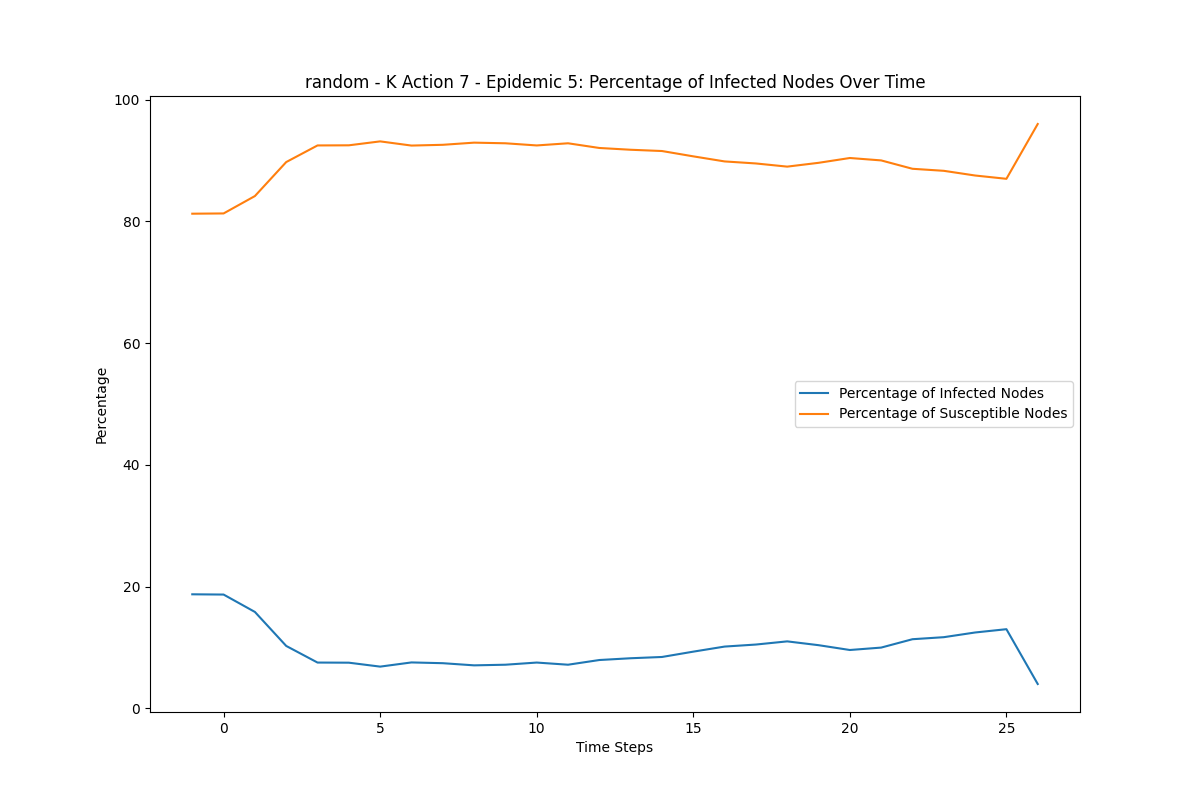 random - K Action 7 - Epidemic 5: Percentage of Infected Nodes Over Time
100
80
60
40
20
0
Percentage
Percentage of Infected Nodes
Percentage of Susceptible Nodes
0 5 10 15 20 25
Time Steps